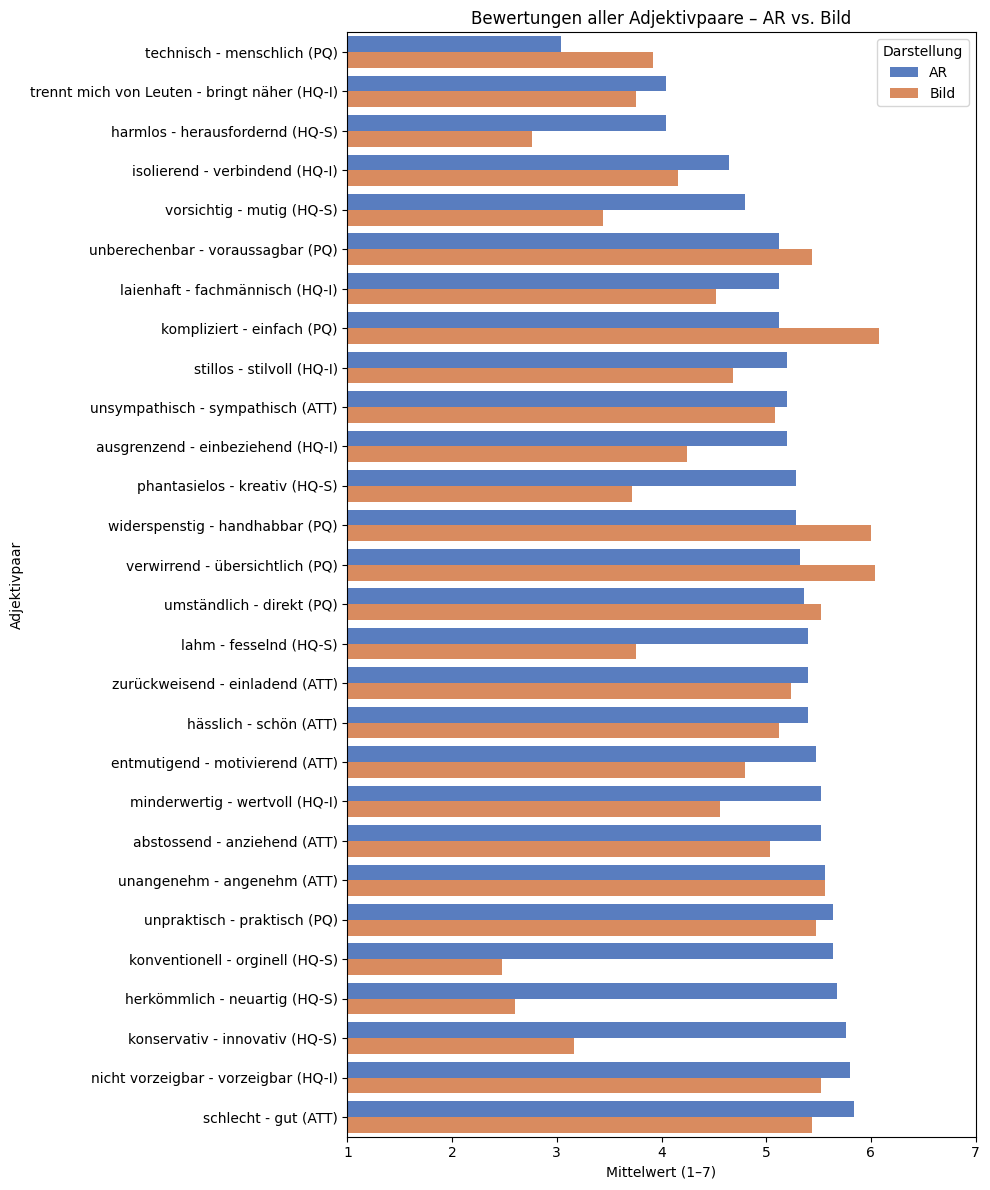 Bewertungen aller Adjektivpaare – AR vs. Bild
Darstellung
AR
Bild
Adjektivpaar
technisch - menschlich (PQ)
trennt mich von Leuten - bringt näher (HQ-I)
harmlos - herausfordernd (HQ-S)
isolierend - verbindend (HQ-I)
vorsichtig - mutig (HQ-S)
unberechenbar - voraussagbar (PQ)
laienhaft - fachmännisch (HQ-I)
kompliziert - einfach (PQ)
stillos - stilvoll (HQ-I)
unsympathisch - sympathisch (ATT)
ausgrenzend - einbeziehend (HQ-I)
phantasielos - kreativ (HQ-S)
widerspenstig - handhabbar (PQ)
verwirrend - übersichtlich (PQ)
umständlich - direkt (PQ)
lahm - fesselnd (HQ-S)
zurückweisend - einladend (ATT)
hässlich - schön (ATT)
entmutigend - motivierend (ATT)
minderwertig - wertvoll (HQ-I)
abstossend - anziehend (ATT)
unangenehm - angenehm (ATT)
unpraktisch - praktisch (PQ)
konventionell - orginell (HQ-S)
herkömmlich - neuartig (HQ-S)
konservativ - innovativ (HQ-S)
nicht vorzeigbar - vorzeigbar (HQ-I)
schlecht - gut (ATT)
1 2 3 4 5 6 7
Mittelwert (1–7)